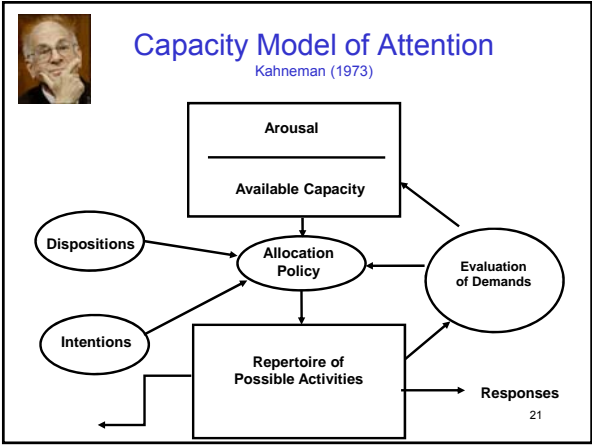 Capacity Model of Attention
Kahneman (1973)
Arousal
Available Capacity
Dispositions
Allocation
Policy
Evaluation
of Demands
Intentions
Repertoire of
Possible Activities
Responses
21